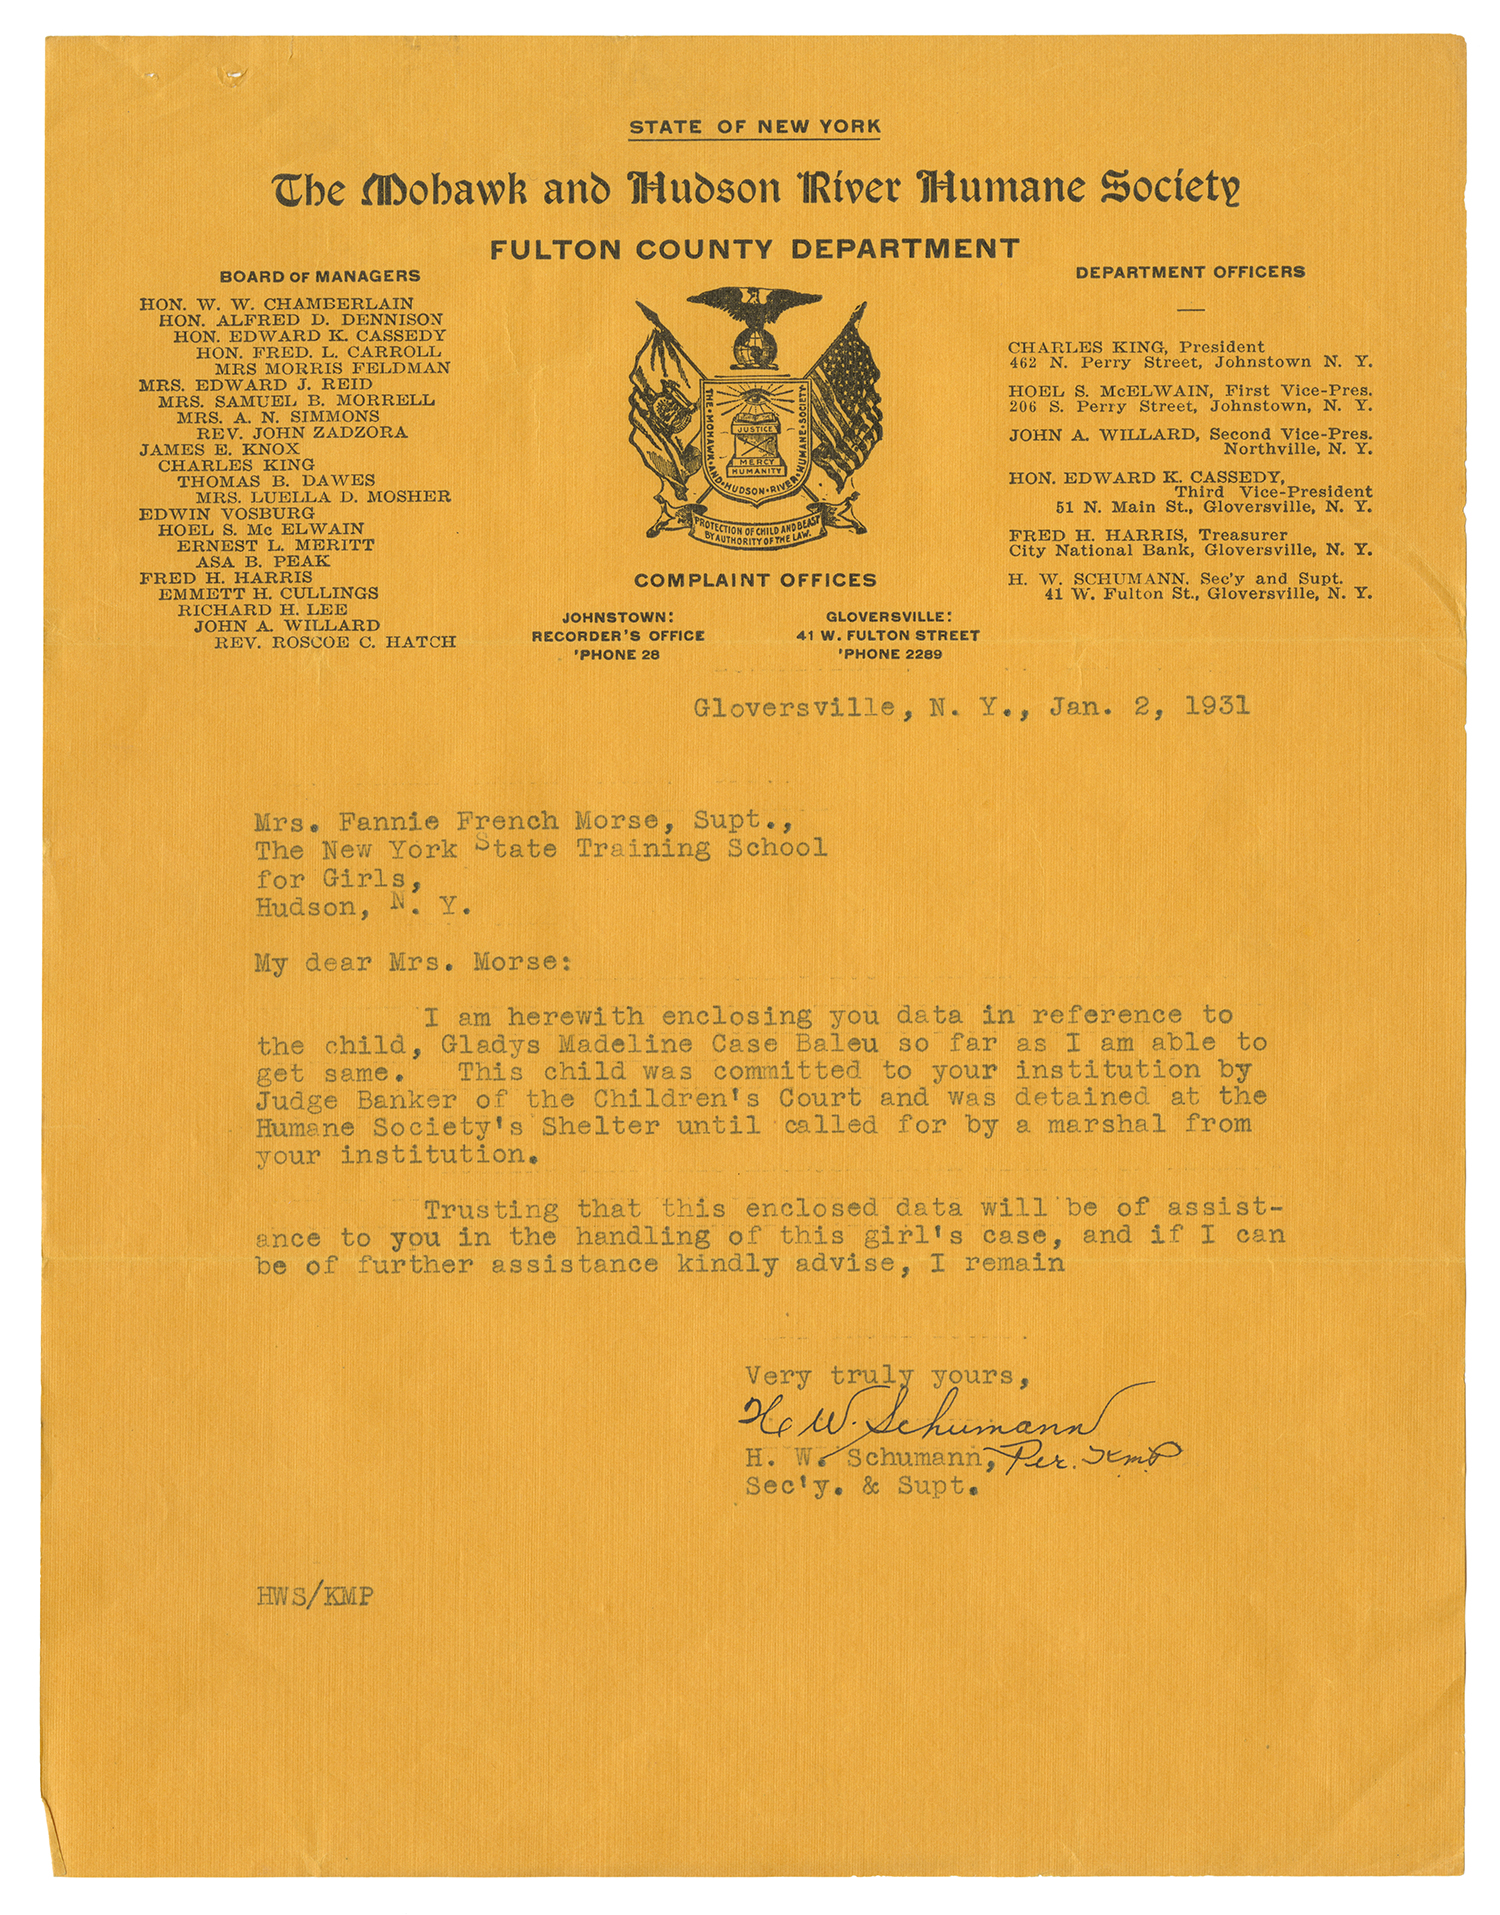 STATE OF NEW YORK
The Mohawk and Hudson River Humane Society
FULTON COUNTY DEPARTMENT
BOARD OF MANAGERS
HON. W. W. CHAMBERLAIN
HON. ALFRED D. DENNISON
HON. EDWARD K. CASSEDY
HON. FRED. L. CARROLL
MRS MORRIS FELDMAN
MRS. EDWARD J. REID
MRS. SAMUEL B. MORRELL
MRS. A. N. SIMMONS
REV. JOHN ZADZORA
JAMES E. KNOX
CHARLES KING
THOMAS B. DAWES
MRS. LUELLA D. MOSHER
EDWIN VOSBURG
HOEL S. Mc ELWAIN
ERNEST L. MERITT
ASA B. PEAK
FRED H. HARRIS
EMMETT H. CULLINGS
RICHARD H. LEE
JOHN A. WILLARD
REV. ROSCOE C. HATCH
THE • MOHAWK • AND • HUDSON • RIVER • HUMANE • SOCIETY
JUSTICE
MERCY
HUMANITY
PROTECTION OF CHILD AND BEAST
BY AUTHORITY OF THE LAW.
COMPLAINT OFFICES
JOHNSTOWN:
RECORDER'S OFFICE
'PHONE 28
GLOVERSVILLE:
41 W. FULTON STREET
'PHONE 2289
DEPARTMENT OFFICERS
CHARLES KING, President
462 N. Perry Street, Johnstown N. Y.
HOEL S. McELWAIN, First Vice-Pres.
206 S. Perry Street, Johnstown, N. Y.
JOHN A. WILLARD, Second Vice-Pres.
Northville, N. Y.
HON. EDWARD K. CASSEDY,
Third Vice-President
51 N. Main St., Gloversville, N. Y.
FRED H. HARRIS, Treasurer
City National Bank, Gloversville, N. Y.
H. W. SCHUMANN. Sec'y and Supt.
41 W. Fulton St., Gloversville, N. Y.
Gloversville, N. Y., Jan. 2, 1931
Mrs. Fannie French Morse, Supt.,
The New York State Training School
for Girls,
Hudson, N. Y.
My dear Mrs. Morse:
I am herewith enclosing you data in reference to
the child, Gladys Madeline Case Baleu so far as I am able to
get same. This child was committed to your institution by
Judge Banker of the Children's Court and was detained at the
Humane Society's Shelter until called for by a marshal from
your institution.
Trusting that this enclosed data will be of assist-
ance to you in the handling of this girl's case, and if I can
be of further assistance kindly advise, I remain
Very truly yours,
H W. Schumann
H. W. Schumann, Per. KMP
Sec'y. & Supt.
HWS/KMP